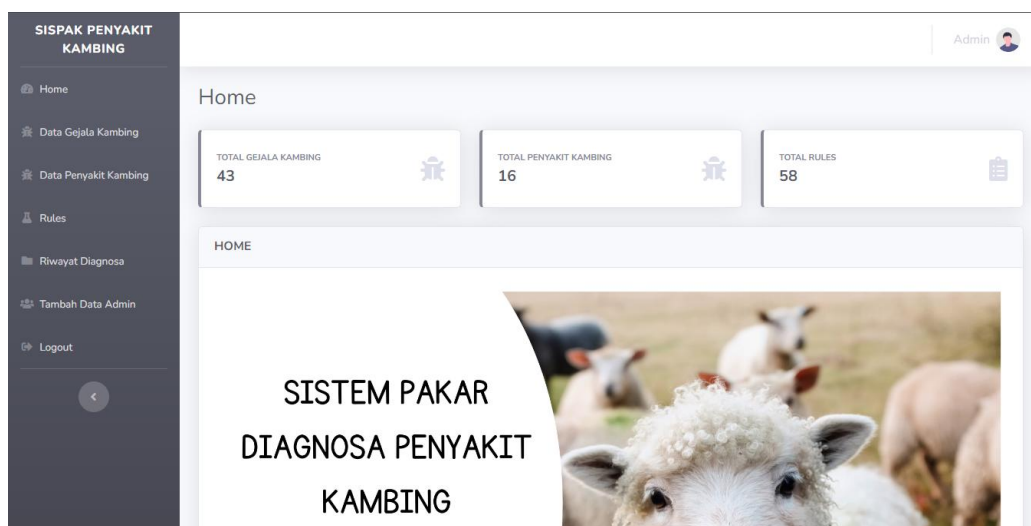 SISPAK PENYAKIT
KAMBING
Home
Data Gejala Kambing
Data Penyakit Kambing
Rules
Riwayat Diagnosa
Tambah Data Admin
Logout
Admin
Home
TOTAL GEJALA KAMBING
43
TOTAL PENYAKIT KAMBING
16
TOTAL RULES
58
HOME
SISTEM PAKAR
DIAGNOSA PENYAKIT
KAMBING